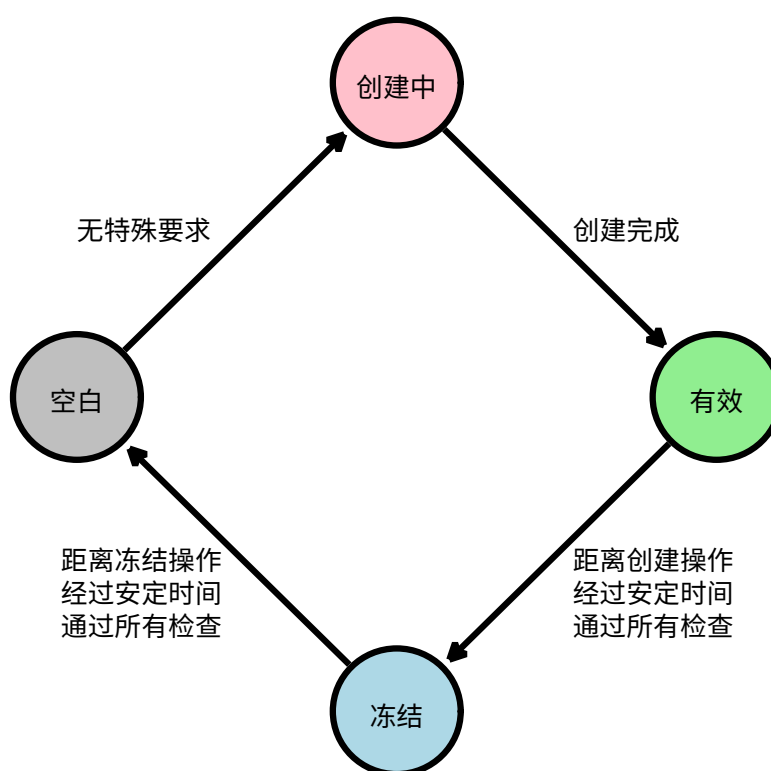 创建中
无特殊要求
创建完成
空白
有效
距离冻结操作
经过安定时间
通过所有检查
距离创建操作
经过安定时间
通过所有检查
冻结